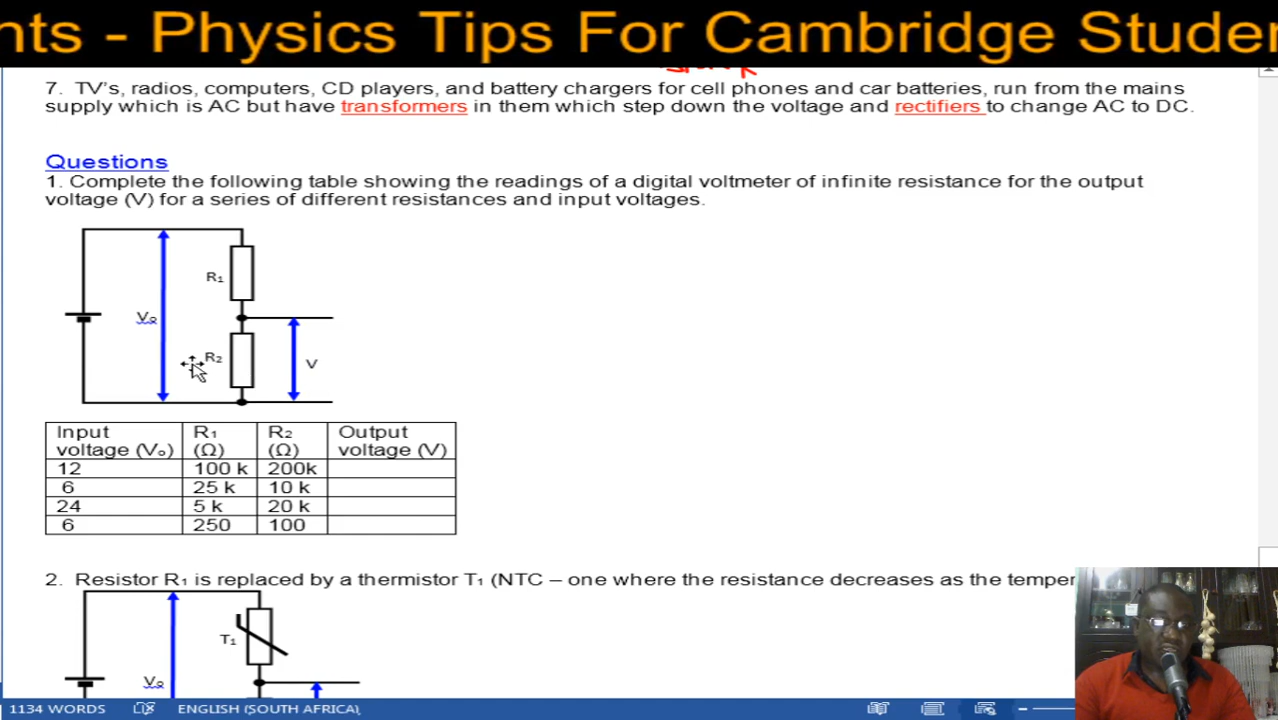 nts - Physics Tips For Cambridge Studen
7. TV's, radios, computers, CD players, and battery chargers for cell phones and car batteries, run from the mains
supply which is AC but have transformers in them which step down the voltage and rectifiers to change AC to DC.
Questions
1. Complete the following table showing the readings of a digital voltmeter of infinite resistance for the output
voltage (V) for a series of different resistances and input voltages.
R₁
Vₒ
R₂
V
Input voltage (Vₒ) R₁ (Ω) R₂ (Ω) Output voltage (V)
12 100 k 200k
6 25 k 10 k
24 5 k 20 k
6 250 100
2. Resistor R₁ is replaced by a thermistor T₁ (NTC – one where the resistance decreases as the temper
T₁
Vₒ
1134 WORDS ENGLISH (SOUTH AFRICA)